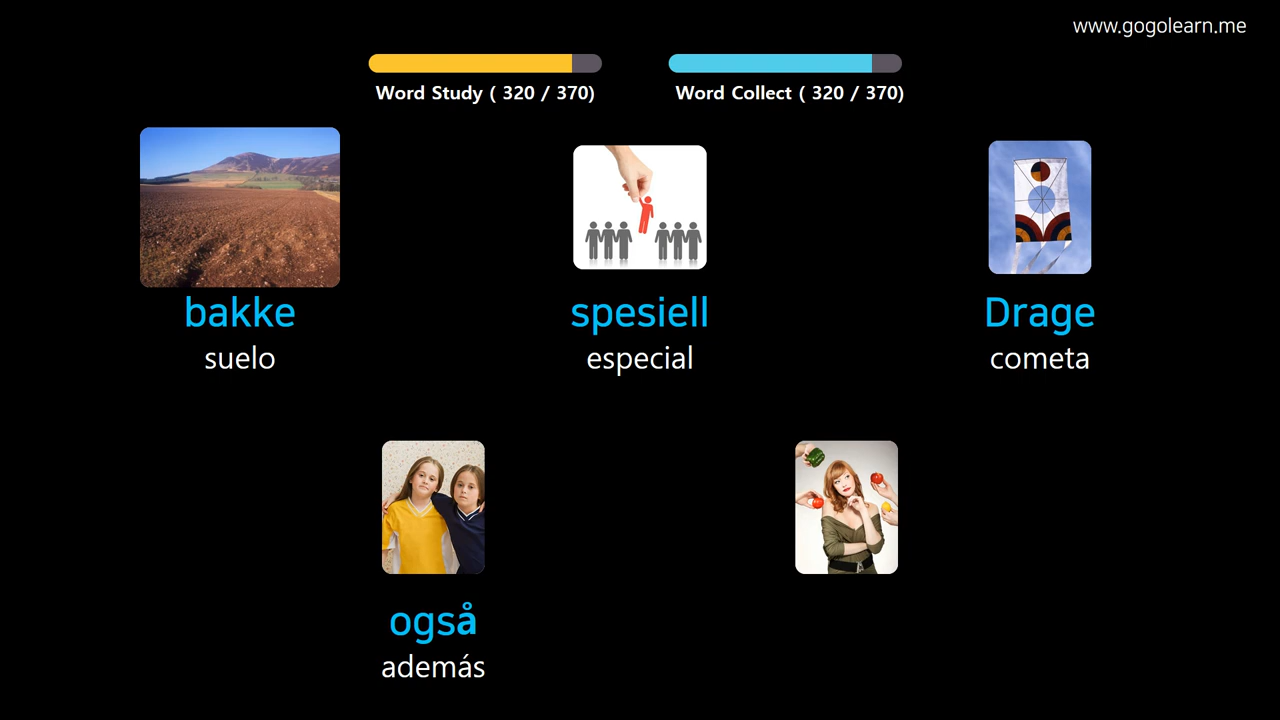 www.gogolearn.me
Word Study ( 320 / 370)
Word Collect ( 320 / 370)
bakke
suelo
spesiell
especial
Drage
cometa
også
además